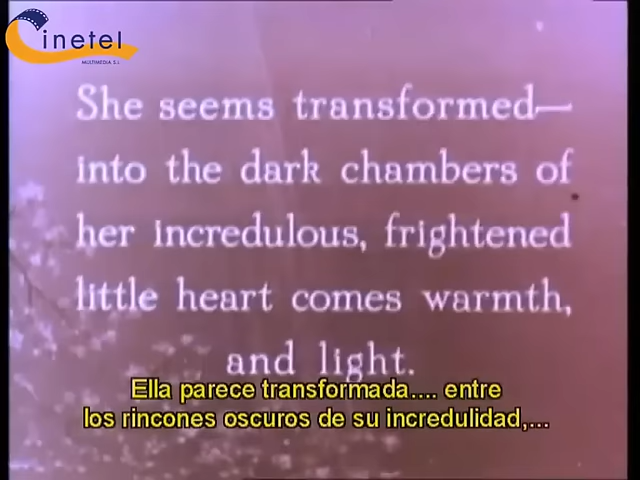 inetel
MULTIMEDIA S.L.
She seems transformed—
into the dark chambers of
her incredulous, frightened
little heart comes warmth,
and light.
Ella parece transformada.... entre
los rincones oscuros de su incredulidad,...